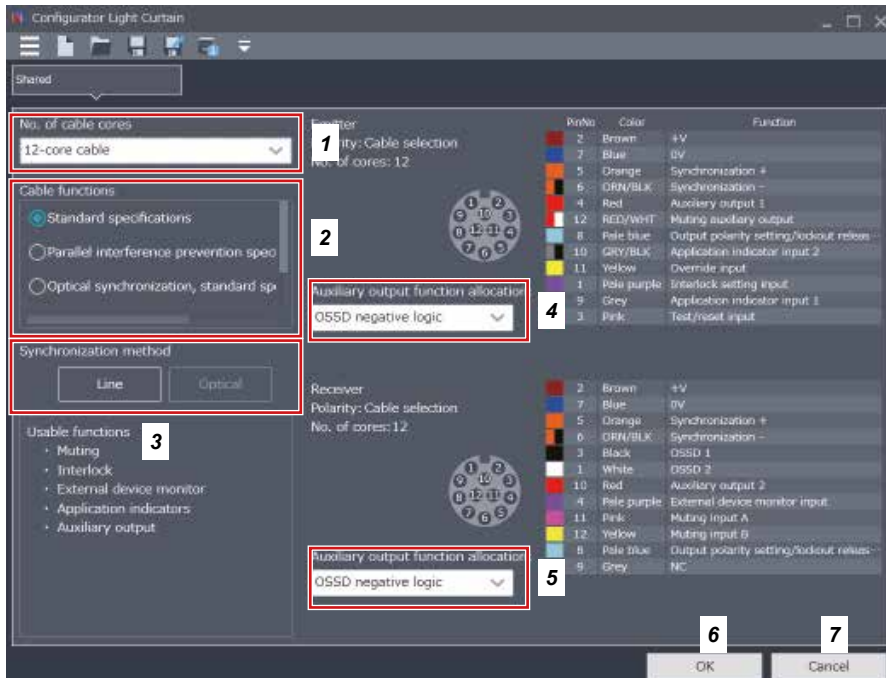 Configurator Light Curtain
Shared
No. of cable cores
12-core cable
1
Cable functions
Standard specifications
Parallel interference prevention spec
Optical synchronization, standard sp
2
Synchronization method
Line
Optical
3
Usable functions
・ Muting
・ Interlock
・ External device monitor
・ Application indicators
・ Auxiliary output
Emitter
Polarity: Cable selection
No. of cores: 12
Auxiliary output function allocation
OSSD negative logic
4
PinNo Color Function
2 Brown +V
7 Blue 0V
5 Orange Synchronization +
6 ORN/BLK Synchronization -
4 Red Auxiliary output 1
12 RED/WHT Muting auxiliary output
8 Pale blue Output polarity setting/lockout releas
10 GRY/BLK Application indicator input 2
11 Yellow Override input
1 Pale purple Interlock setting input
9 Grey Application indicator input 1
3 Pink Test/reset input
Receiver
Polarity: Cable selection
No. of cores: 12
Auxiliary output function allocation
OSSD negative logic
5
2 Brown +V
7 Blue 0V
5 Orange Synchronization +
6 ORN/BLK Synchronization -
3 Black OSSD 1
1 White OSSD 2
10 Red Auxiliary output 2
4 Pale purple External device monitor input
11 Pink Muting input A
12 Yellow Muting input B
8 Pale blue Output polarity setting/lockout releas
9 Grey NC
6
7
OK
Cancel